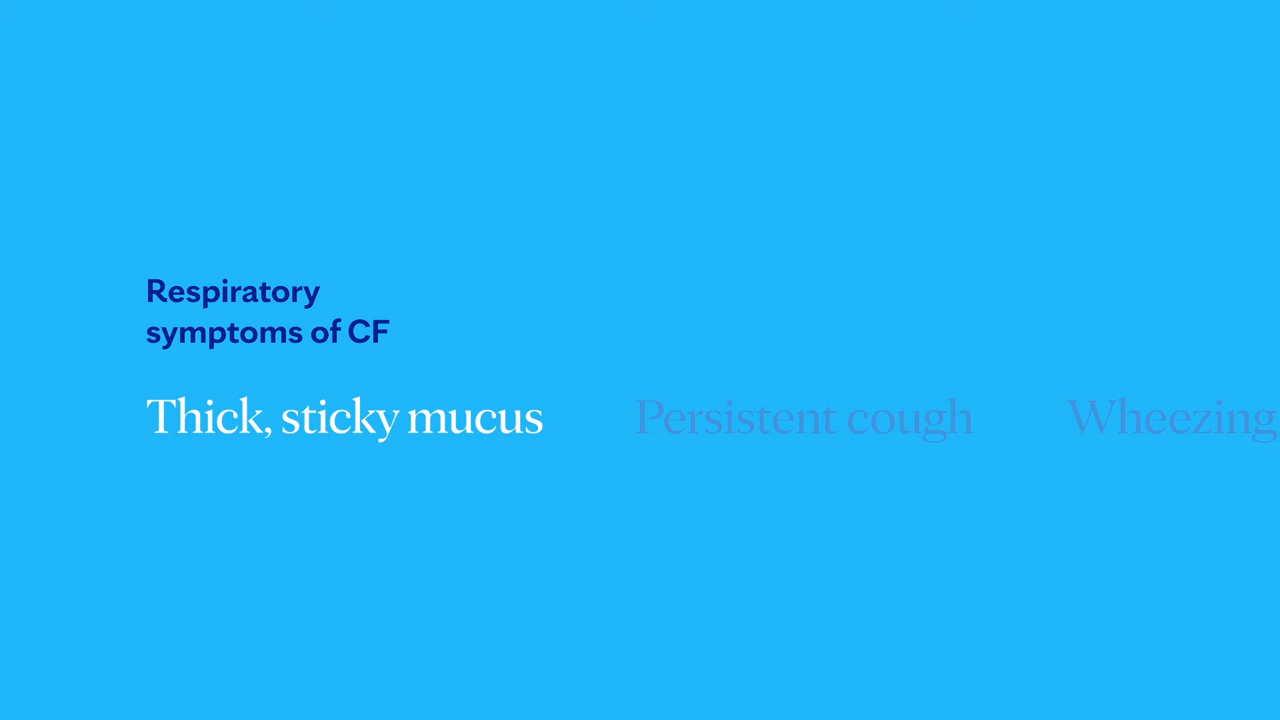 Respiratory
symptoms of CF
Thick, sticky mucus Persistent cough Wheezing